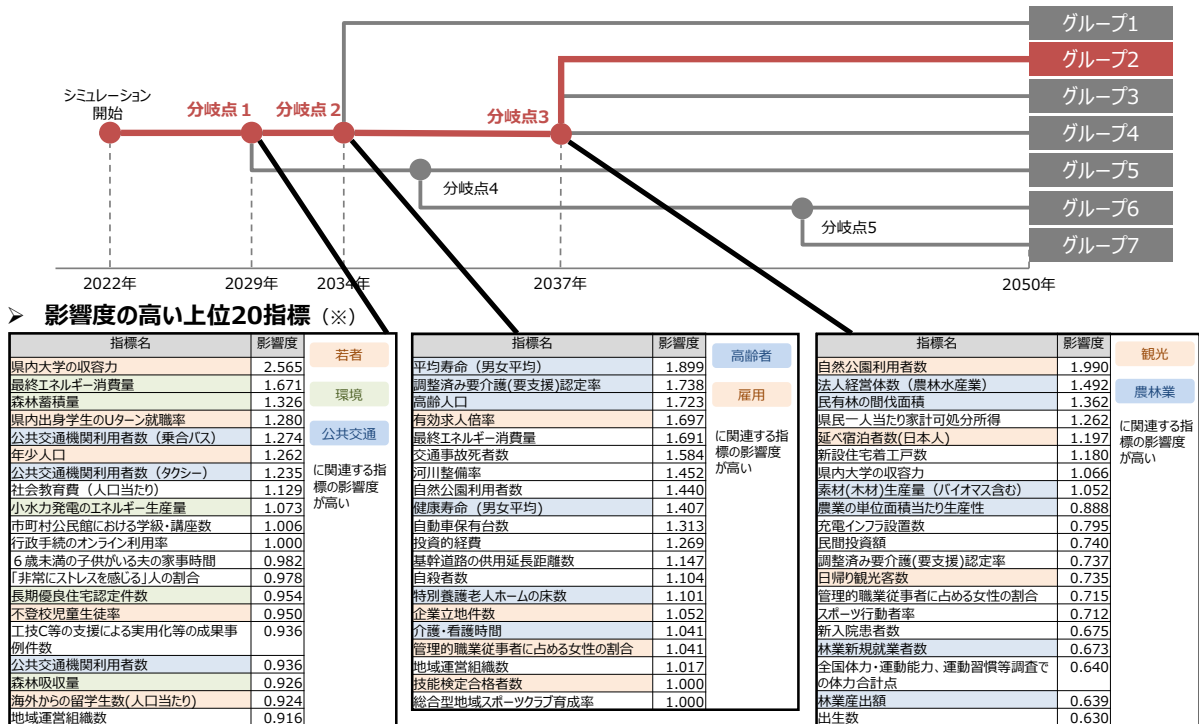 グループ1
グループ2
グループ3
グループ4
グループ5
グループ6
グループ7
シミュレーション
開始
分岐点1
分岐点2
分岐点3
分岐点4
分岐点5
2022年
2029年
2034年
2037年
2050年
➢ 影響度の高い上位20指標（※）
指標名 影響度
県内大学の収容力 2.565
最終エネルギー消費量 1.671
森林蓄積量 1.326
県内出身学生のUターン就職率 1.280
公共交通機関利用者数（乗合バス） 1.274
年少人口 1.262
公共交通機関利用者数（タクシー） 1.235
社会教育費（人口当たり） 1.129
小水力発電のエネルギー生産量 1.073
市町村公民館における学級・講座数 1.006
行政手続のオンライン利用率 1.000
６歳未満の子供がいる夫の家事時間 0.982
「非常にストレスを感じる」人の割合 0.978
長期優良住宅認定件数 0.954
不登校児童生徒率 0.950
工技C等の支援による実用化等の成果事 0.936
例件数
公共交通機関利用者数 0.936
森林吸収量 0.926
海外からの留学生数(人口当たり) 0.924
地域運営組織数 0.916
若者
環境
公共交通
に関連する指
標の影響度
が高い
指標名 影響度
平均寿命（男女平均） 1.899
調整済み要介護(要支援)認定率 1.738
高齢人口 1.723
有効求人倍率 1.697
最終エネルギー消費量 1.691
交通事故死者数 1.584
河川整備率 1.452
自然公園利用者数 1.440
健康寿命（男女平均) 1.407
自動車保有台数 1.313
投資的経費 1.269
基幹道路の供用延長距離数 1.147
自殺者数 1.104
特別養護老人ホームの床数 1.101
企業立地件数 1.052
介護・看護時間 1.041
管理的職業従事者に占める女性の割合 1.041
地域運営組織数 1.017
技能検定合格者数 1.000
総合型地域スポーツクラブ育成率 1.000
高齢者
雇用
に関連する指
標の影響度
が高い
指標名 影響度
自然公園利用者数 1.990
法人経営体数（農林水産業） 1.492
民有林の間伐面積 1.362
県民一人当たり家計可処分所得 1.262
延べ宿泊者数(日本人) 1.197
新設住宅着工戸数 1.180
県内大学の収容力 1.066
素材(木材)生産量（バイオマス含む） 1.052
農業の単位面積当たり生産性 0.888
充電インフラ設置数 0.795
民間投資額 0.740
調整済み要介護(要支援)認定率 0.737
日帰り観光客数 0.735
管理的職業従事者に占める女性の割合 0.715
スポーツ行動者率 0.712
新入院患者数 0.675
林業新規就業者数 0.673
全国体力・運動能力、運動習慣等調査で 0.640
の体力合計点
林業産出額 0.639
出生数 0.630
観光
農林業
に関連する指
標の影響度
が高い